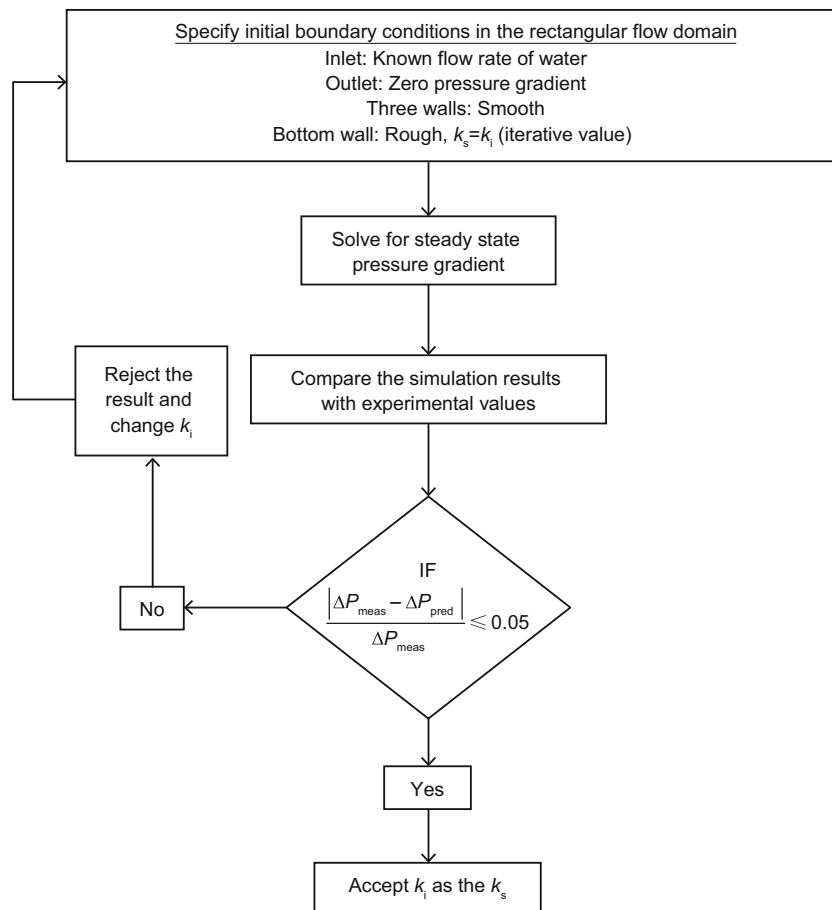 Specify initial boundary conditions in the rectangular flow domain
Inlet: Known flow rate of water
Outlet: Zero pressure gradient
Three walls: Smooth
Bottom wall: Rough, kₛ=kᵢ (iterative value)
Solve for steady state
pressure gradient
Compare the simulation results
with experimental values
Reject the
result and
change kᵢ
IF
|ΔP_meas − ΔP_pred|
ΔP_meas
⩽ 0.05
No
Yes
Accept kᵢ as the kₛ